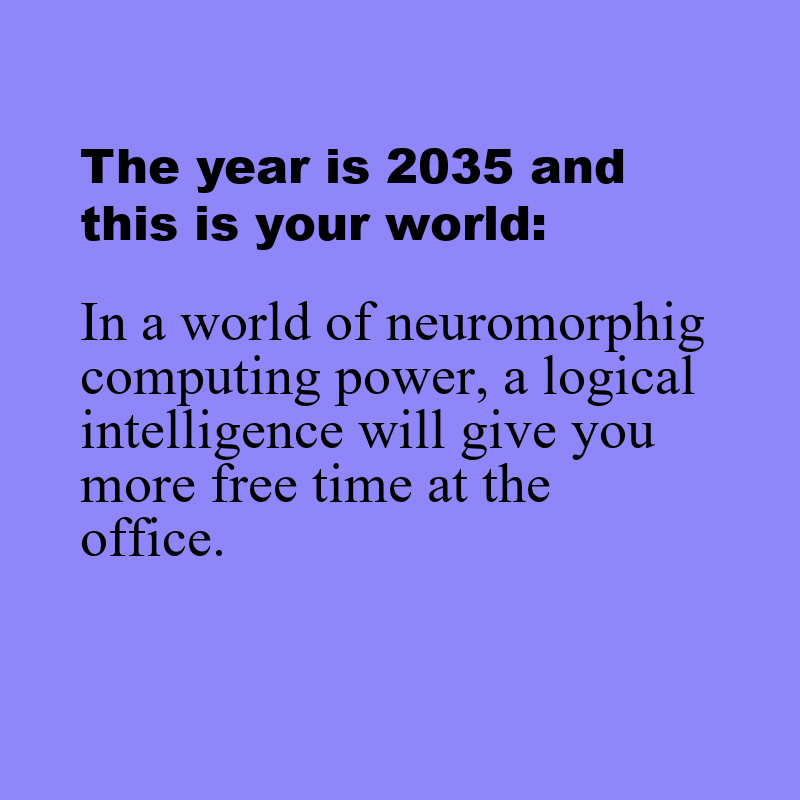 The year is 2035 and
this is your world:
In a world of neuromorphig
computing power, a logical
intelligence will give you
more free time at the
office.